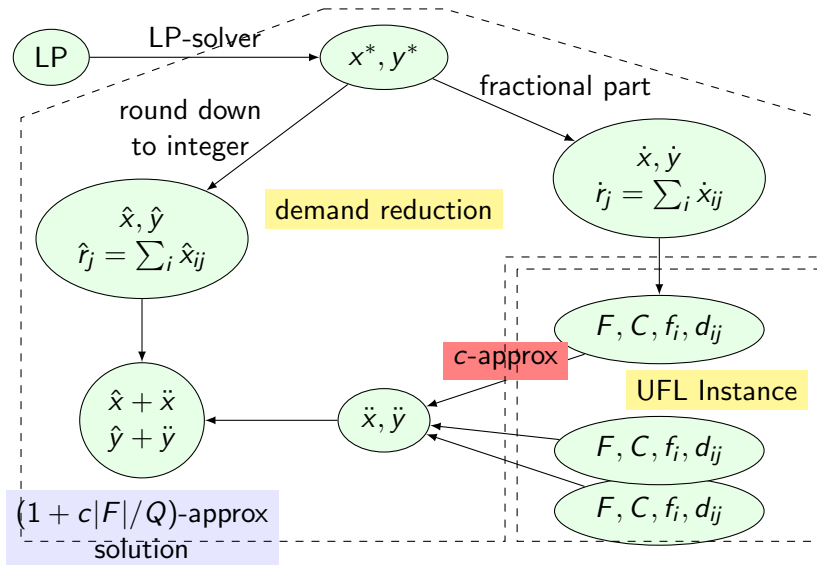 LP
LP-solver
x*, y*
fractional part
round down
to integer
ẋ, ẏ
ṙ_j = ∑_i ẋ_ij
demand reduction
x̂, ŷ
r̂_j = ∑_i x̂_ij
F, C, f_i, d_ij
c-approx
UFL Instance
x̂ + ẍ
ŷ + ÿ
ẍ, ÿ
F, C, f_i, d_ij
F, C, f_i, d_ij
(1 + c|F|/Q)-approx
solution